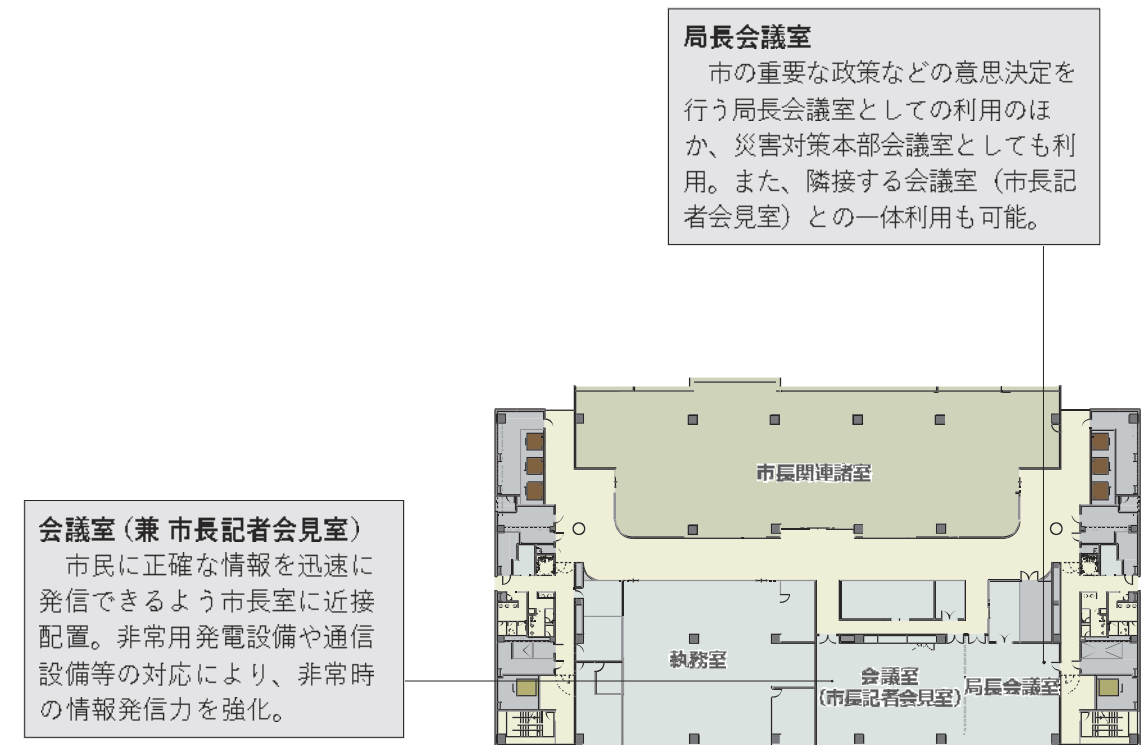 局長会議室
　市の重要な政策などの意思決定を
行う局長会議室としての利用のほ
か、災害対策本部会議室としても利
用。また、隣接する会議室（市長記
者会見室）との一体利用も可能。
市長関連諸室
会議室（兼 市長記者会見室）
　市民に正確な情報を迅速に
発信できるよう市長室に近接
配置。非常用発電設備や通信
設備等の対応により、非常時
の情報発信力を強化。
執務室
会議室
（市長記者会見室）
局長会議室